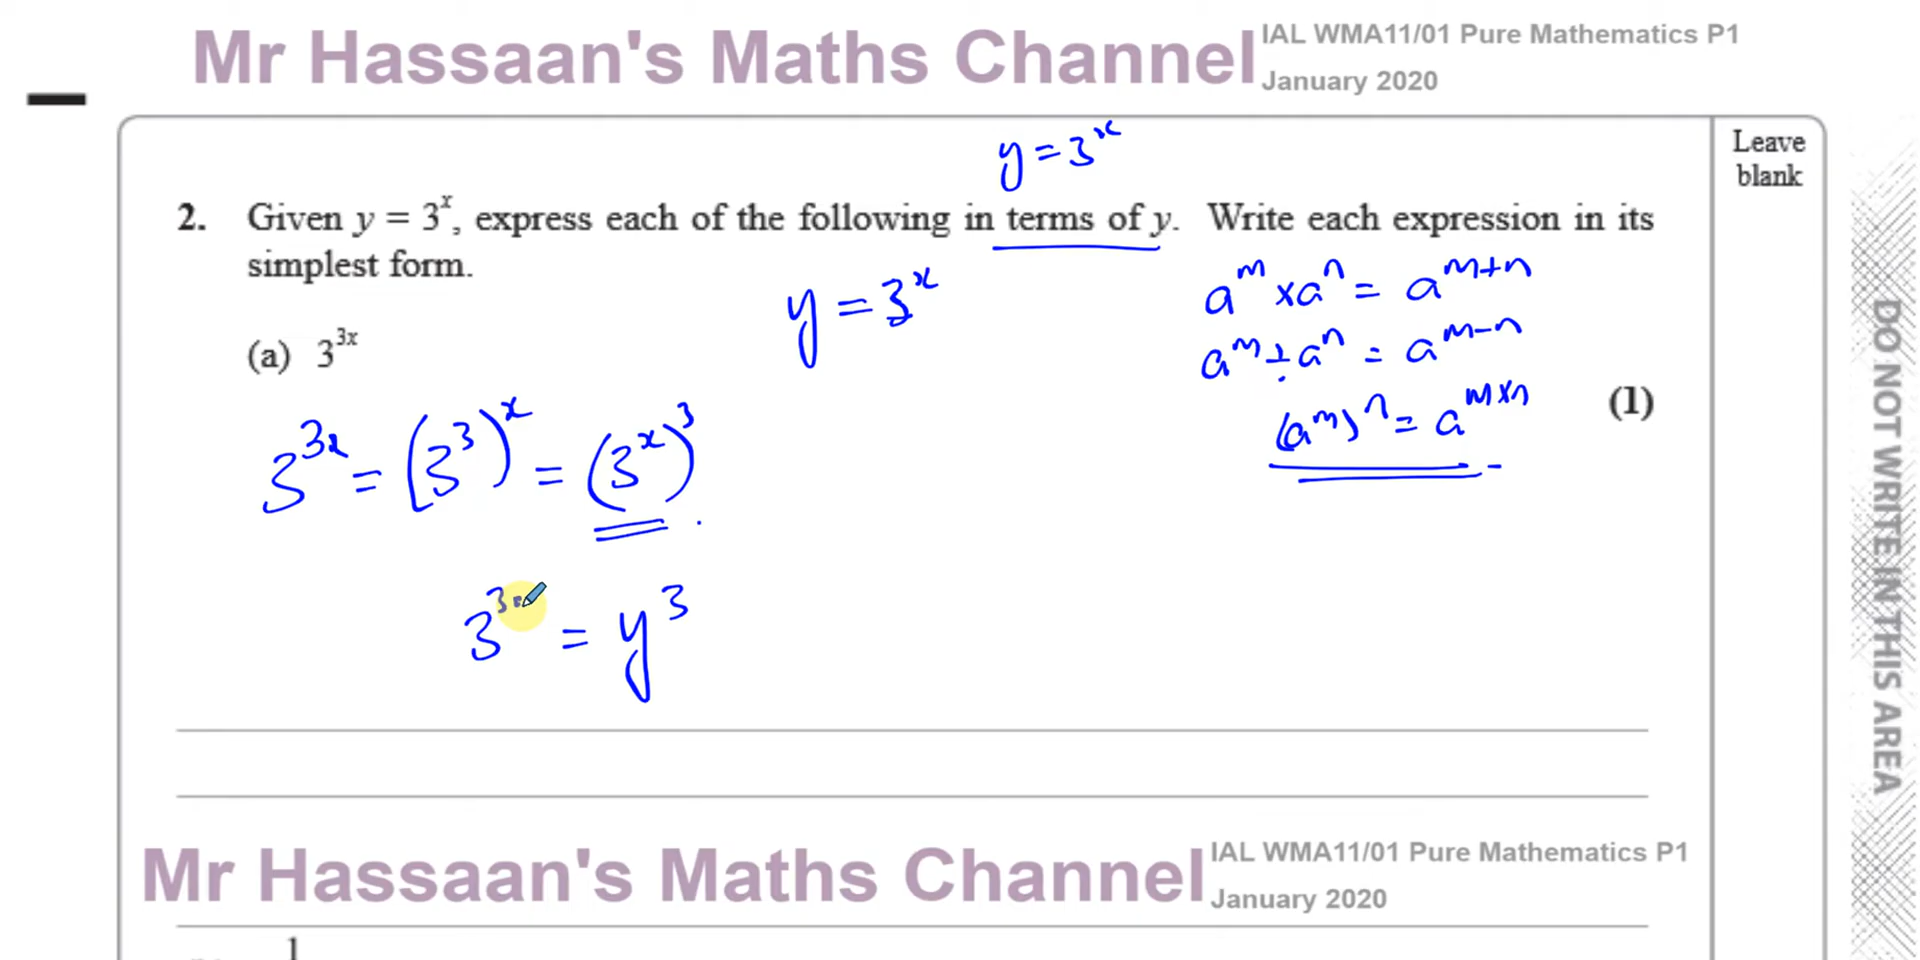 Mr Hassaan's Maths Channel
IAL WMA11/01 Pure Mathematics P1
January 2020
Leave
blank
y = 3^x
2. Given y = 3^x, express each of the following in terms of y. Write each expression in its
simplest form.
y = 3^x
a^m × a^n = a^{m+n}
a^m ÷ a^n = a^{m-n}
(a^m)^n = a^{m×n}
(a) 3^{3x}
(1)
3^{3x} = (3^3)^x = (3^x)^3
3^3 = y^3
DO NOT WRITE IN THIS AREA
Mr Hassaan's Maths Channel
IAL WMA11/01 Pure Mathematics P1
January 2020
1